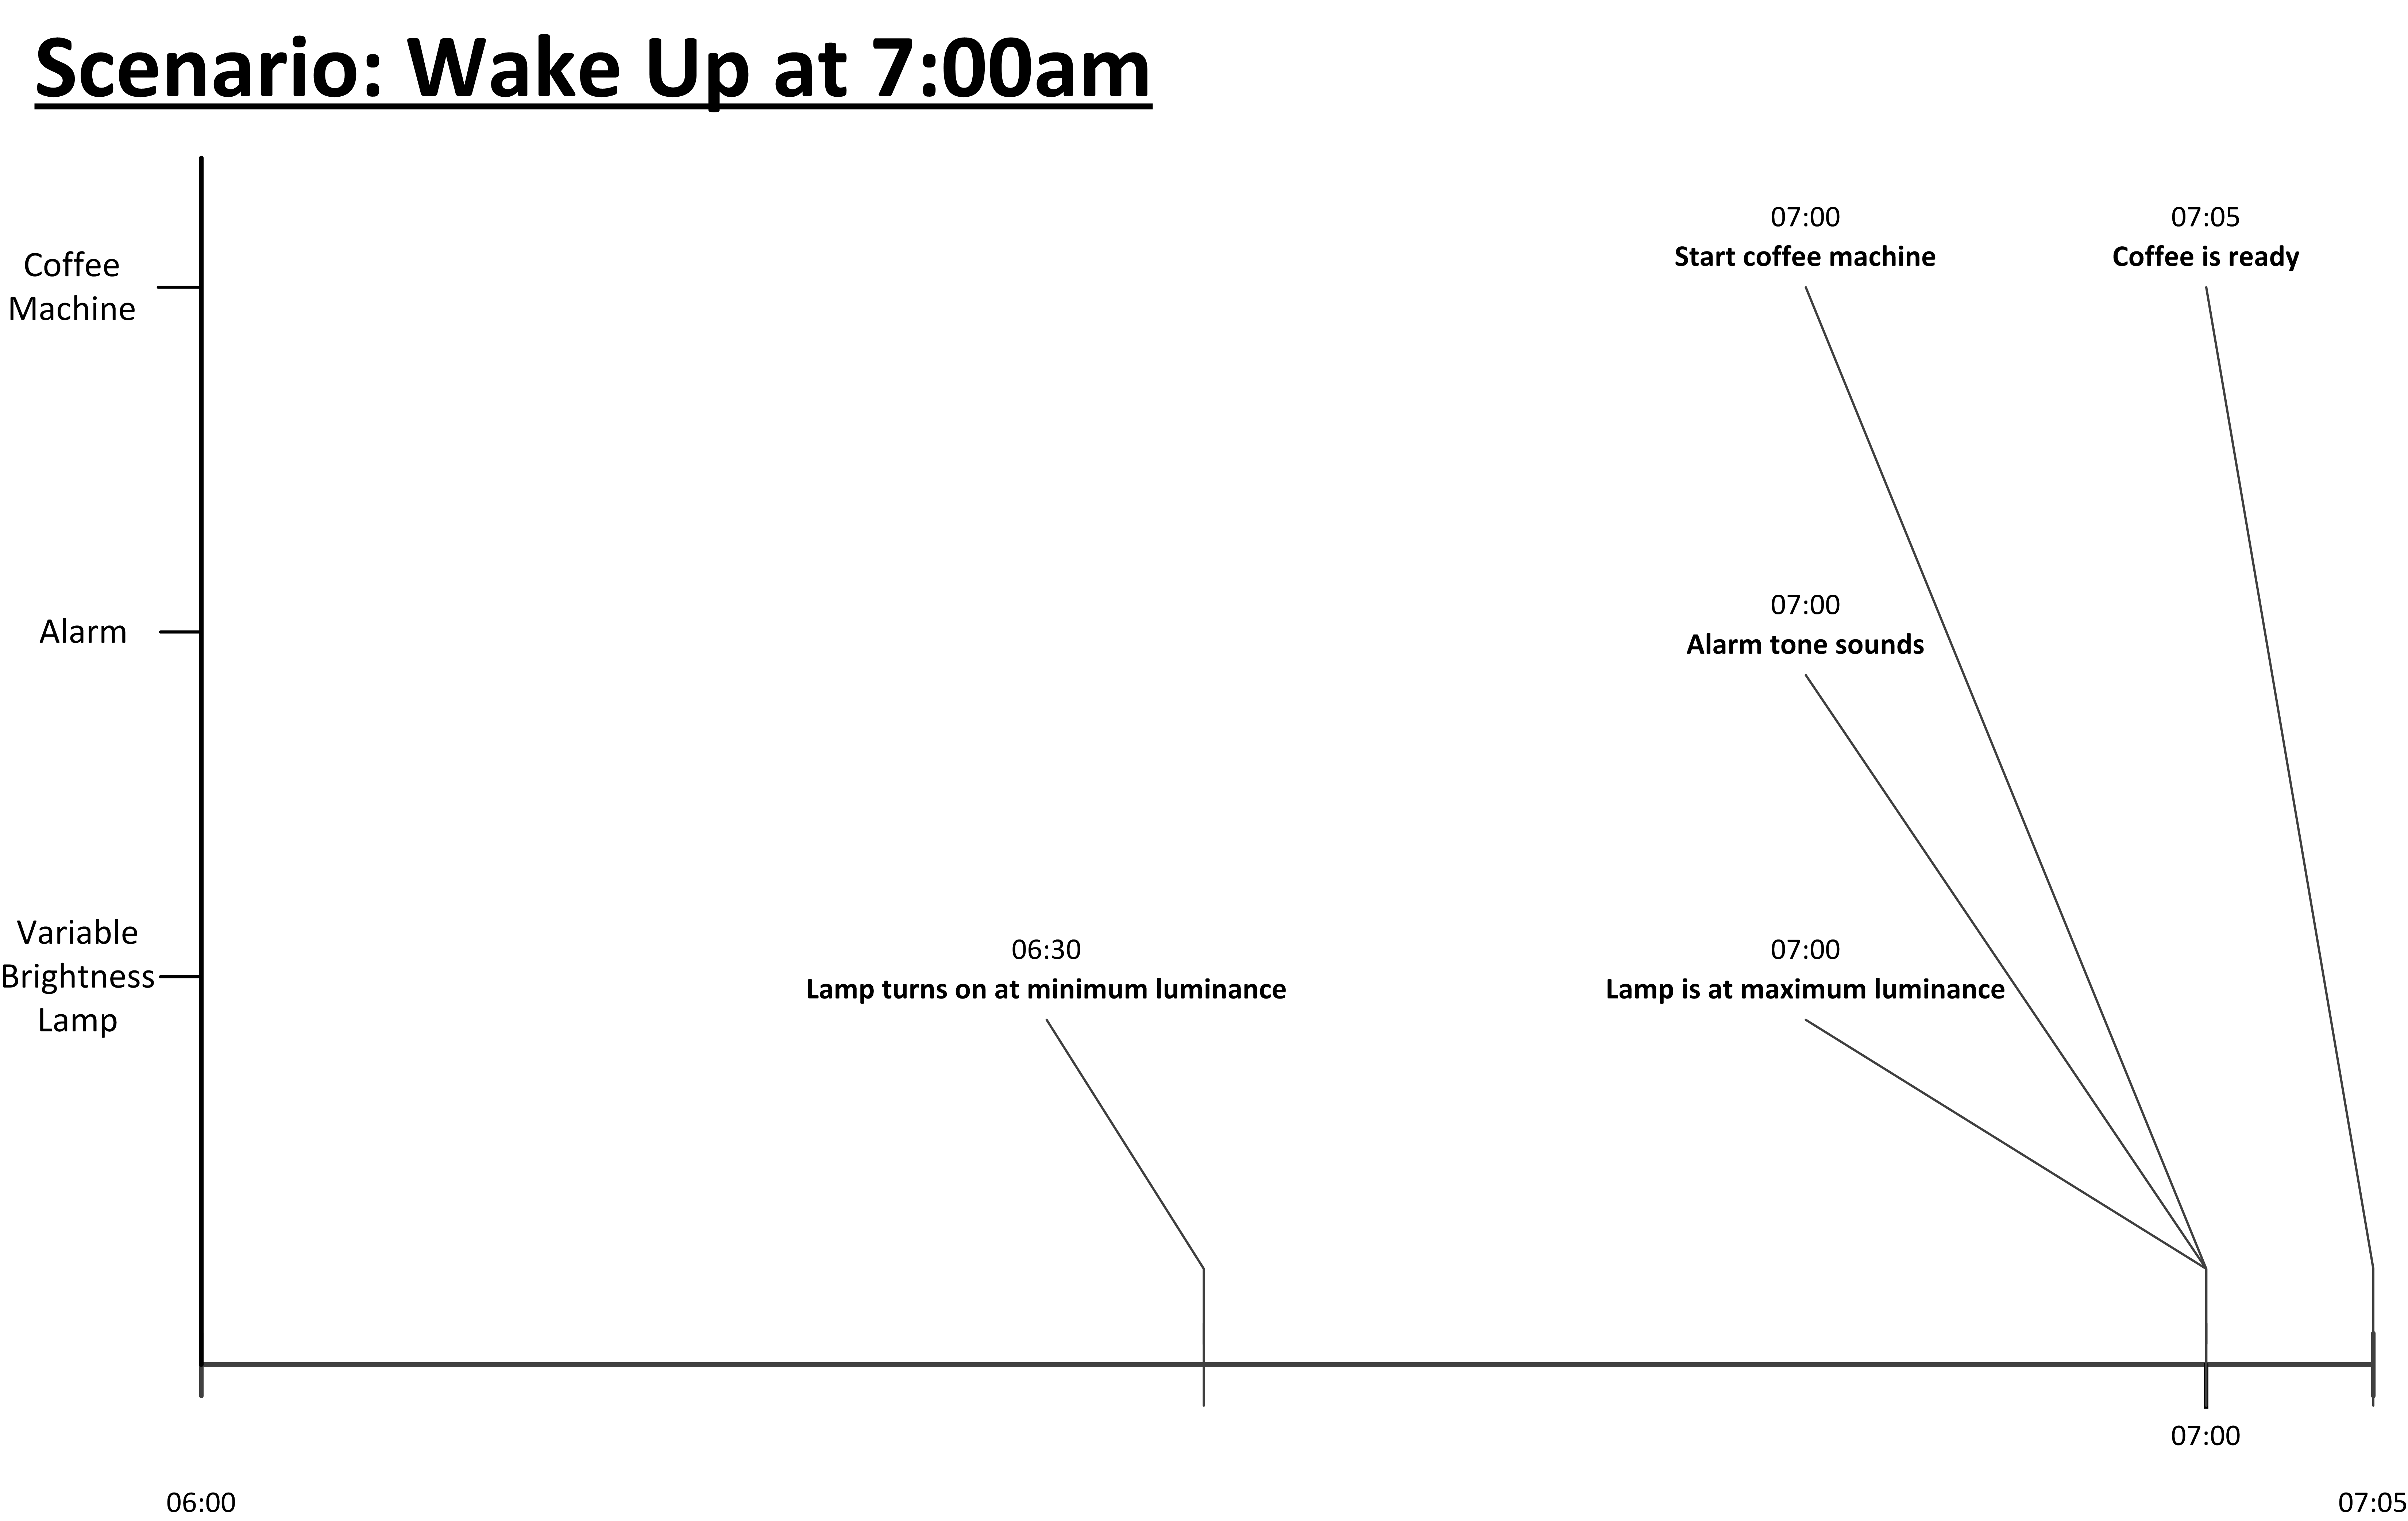 Scenario: Wake Up at 7:00am
07:00
Start coffee machine
07:05
Coffee is ready
Coffee
Machine
07:00
Alarm tone sounds
Alarm
Variable
Brightness
Lamp
06:30
Lamp turns on at minimum luminance
07:00
Lamp is at maximum luminance
07:00
06:00
07:05